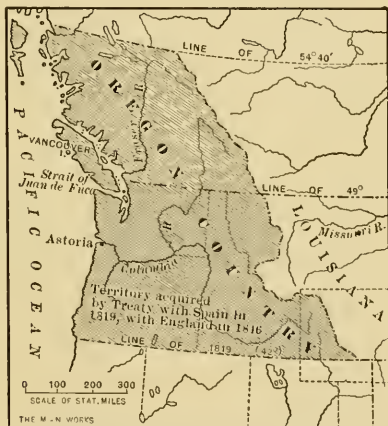 LINE OF 54° 40'
OREGON COUNTRY
PACIFIC OCEAN
Fraser R.
VANCOUVER I.
Strait of
Juan de Fuca
LINE OF 49°
LOUISIANA
Missouri R.
Astoria
R.
Columbia
Territory acquired
by Treaty with Spain in
1819, with England in 1846
LINE OF 1819 (42°)
0 100 200 300
SCALE OF STAT. MILES
THE M-N WORKS